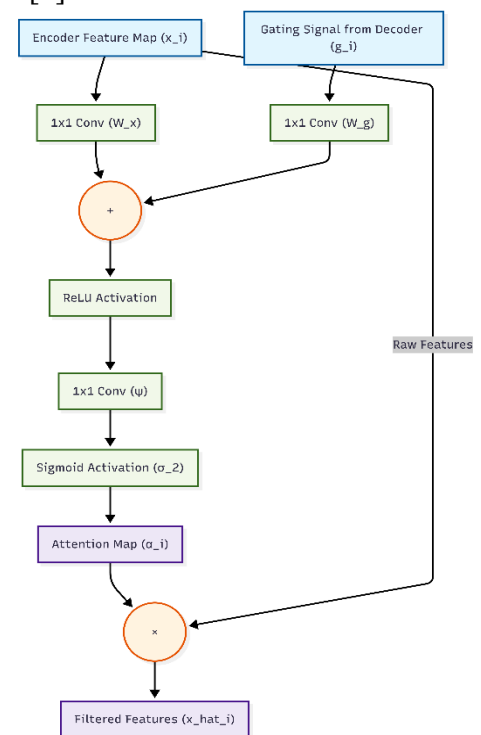 Encoder Feature Map (x_i)
Gating Signal from Decoder
(g_i)
1x1 Conv (W_x)
1x1 Conv (W_g)
+
ReLU Activation
Raw Features
1x1 Conv (ψ)
Sigmoid Activation (σ_2)
Attention Map (α_i)
×
Filtered Features (x_hat_i)